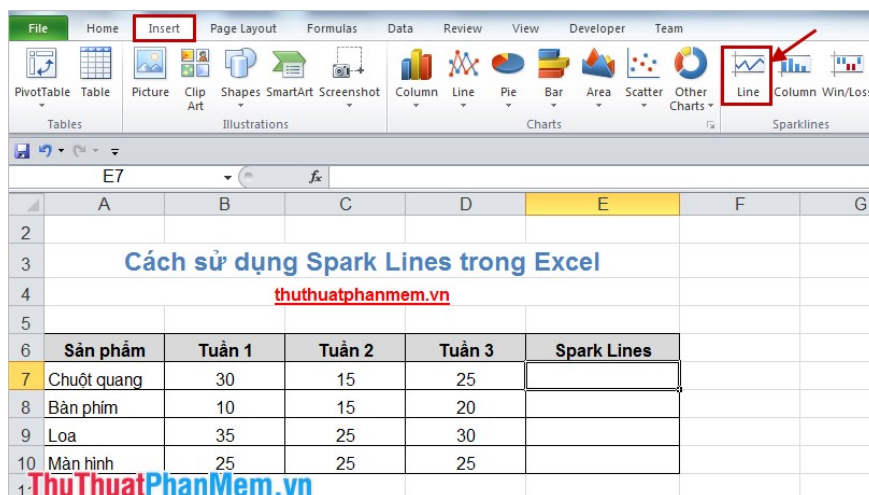 File Home Insert Page Layout Formulas Data Review View Developer Team
PivotTable Table Picture Clip Art Shapes SmartArt Screenshot Column Line Pie Bar Area Scatter Other Charts Line Column Win/Loss
Tables Illustrations Charts Sparklines
E7 fx
A B C D E F G
2
3 Cách sử dụng Spark Lines trong Excel
4 thuthuatphanmem.vn
5
6 Sản phẩm Tuần 1 Tuần 2 Tuần 3 Spark Lines
7 Chuột quang 30 15 25
8 Bàn phím 10 15 20
9 Loa 35 25 30
10 Màn hình 25 25 25
ThuThuatPhanMem.vn